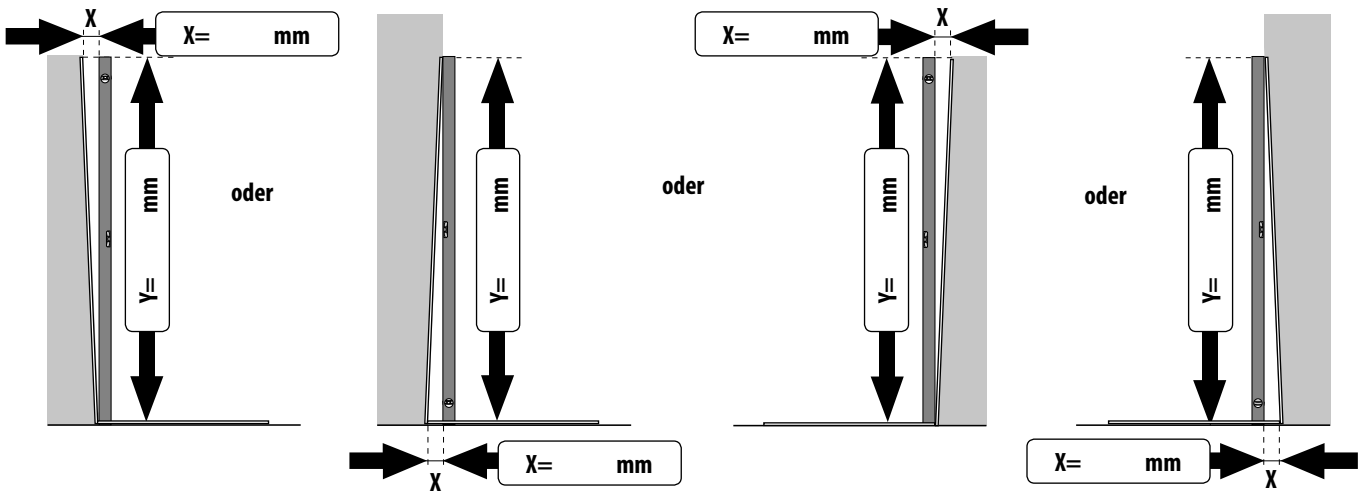 X
X= mm
Y= mm
oder
X= mm
X
Y= mm
oder
X
X= mm
Y= mm
oder
Y= mm
X= mm
X